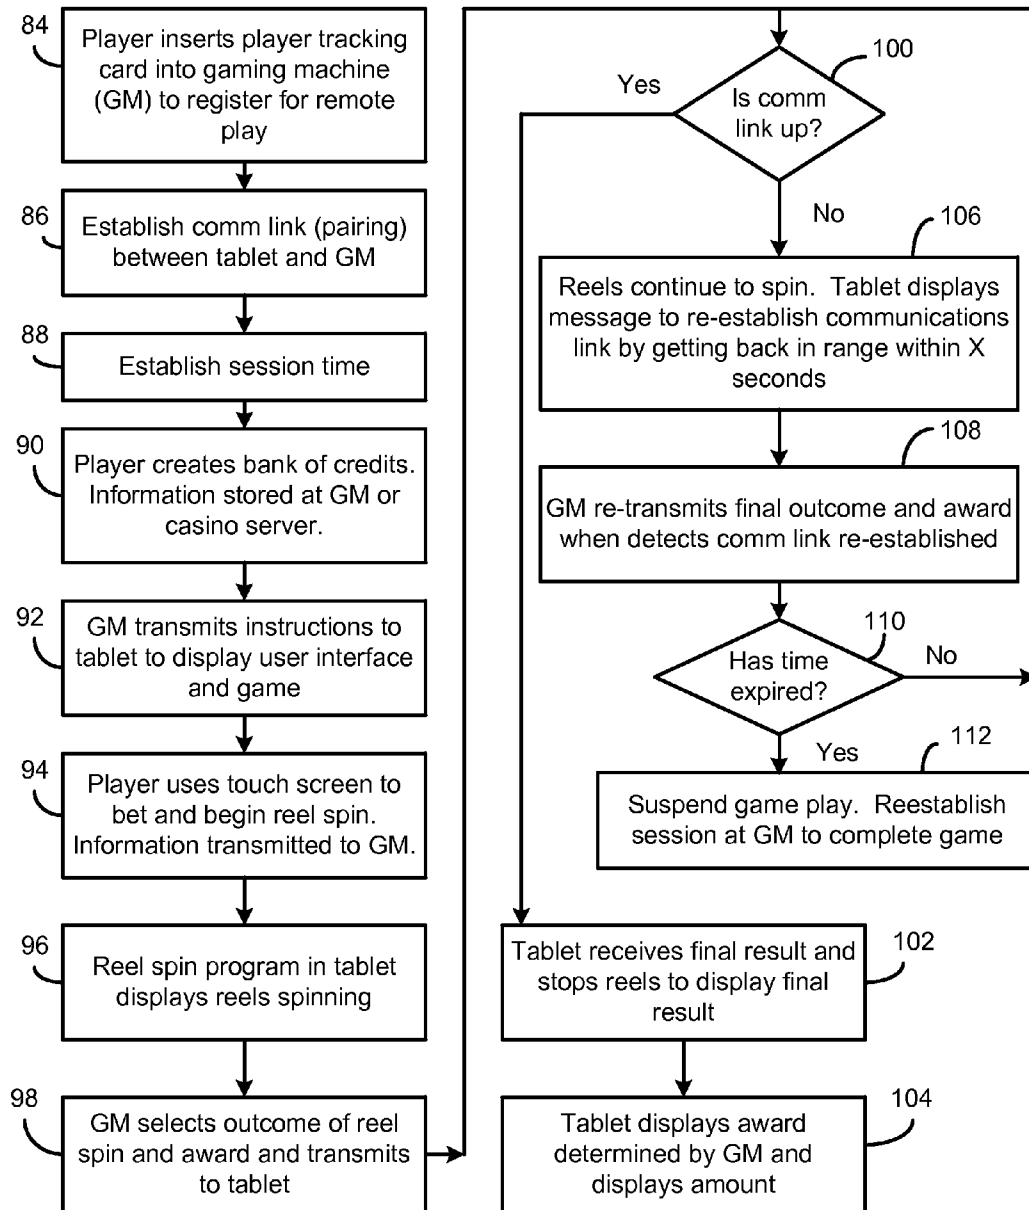 84
Player inserts player tracking
card into gaming machine
(GM) to register for remote
play
86
Establish comm link (pairing)
between tablet and GM
88
Establish session time
90
Player creates bank of credits.
Information stored at GM or
casino server.
92
GM transmits instructions to
tablet to display user interface
and game
94
Player uses touch screen to
bet and begin reel spin.
Information transmitted to GM.
96
Reel spin program in tablet
displays reels spinning
98
GM selects outcome of reel
spin and award and transmits
to tablet
100
Yes
Is comm
link up?
No
106
Reels continue to spin. Tablet displays
message to re-establish communications
link by getting back in range within X
seconds
108
GM re-transmits final outcome and award
when detects comm link re-established
110
Has time
expired?
No
Yes
112
Suspend game play. Reestablish
session at GM to complete game
102
Tablet receives final result and
stops reels to display final
result
104
Tablet displays award
determined by GM and
displays amount